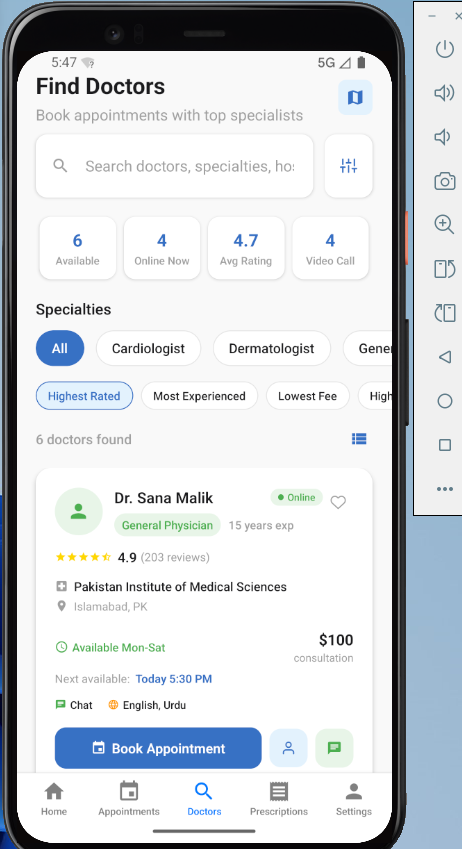 5:47
5G
Find Doctors
Book appointments with top specialists
Search doctors, specialties, ho
6
Available
4
Online Now
4.7
Avg Rating
4
Video Call
Specialties
All
Cardiologist
Dermatologist
Gener
Highest Rated
Most Experienced
Lowest Fee
High
6 doctors found
Dr. Sana Malik
Online
General Physician
15 years exp
4.9 (203 reviews)
Pakistan Institute of Medical Sciences
Islamabad, PK
Available Mon-Sat
$100
consultation
Next available: Today 5:30 PM
Chat
English, Urdu
Book Appointment
Home
Appointments
Doctors
Prescriptions
Settings